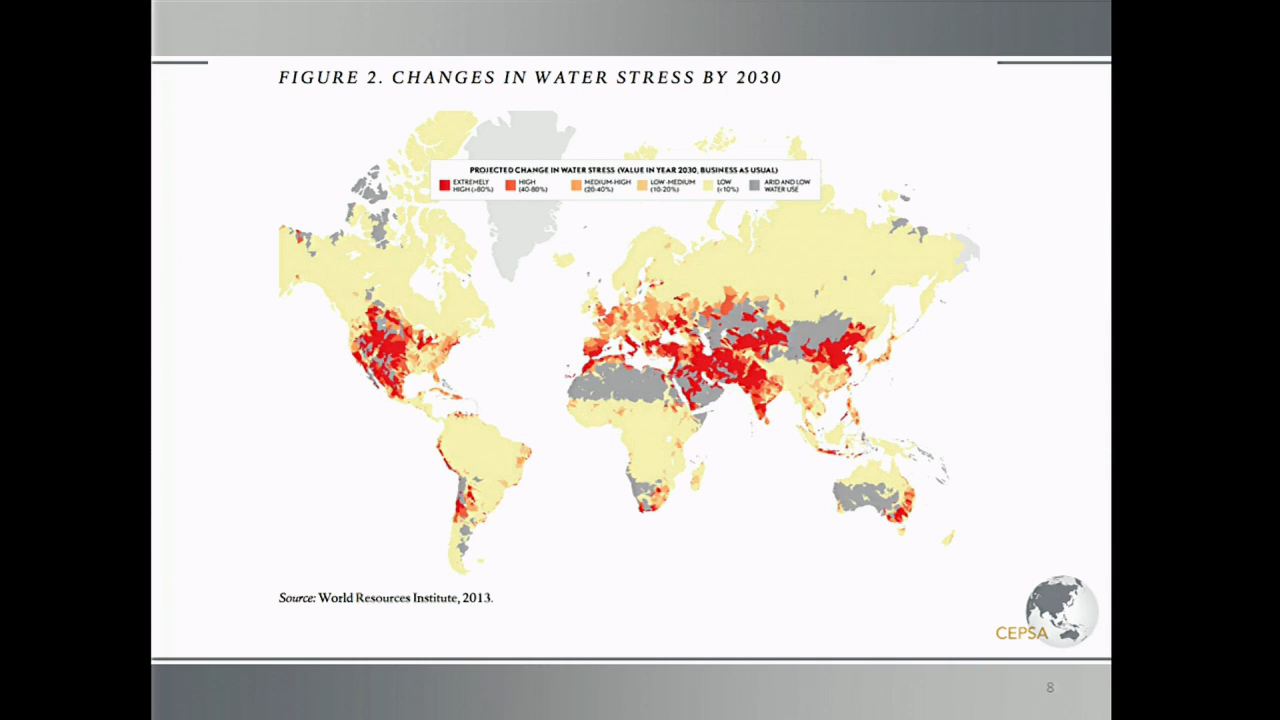 FIGURE 2. CHANGES IN WATER STRESS BY 2030
PROJECTED CHANGE IN WATER STRESS (VALUE IN YEAR 2030, BUSINESS AS USUAL)
EXTREMELY
HIGH (>80%)
HIGH
(40-80%)
MEDIUM-HIGH
(20-40%)
LOW-MEDIUM
(10-20%)
LOW
(<10%)
ARID AND LOW
WATER USE
Source: World Resources Institute, 2013.
CEPSA
8